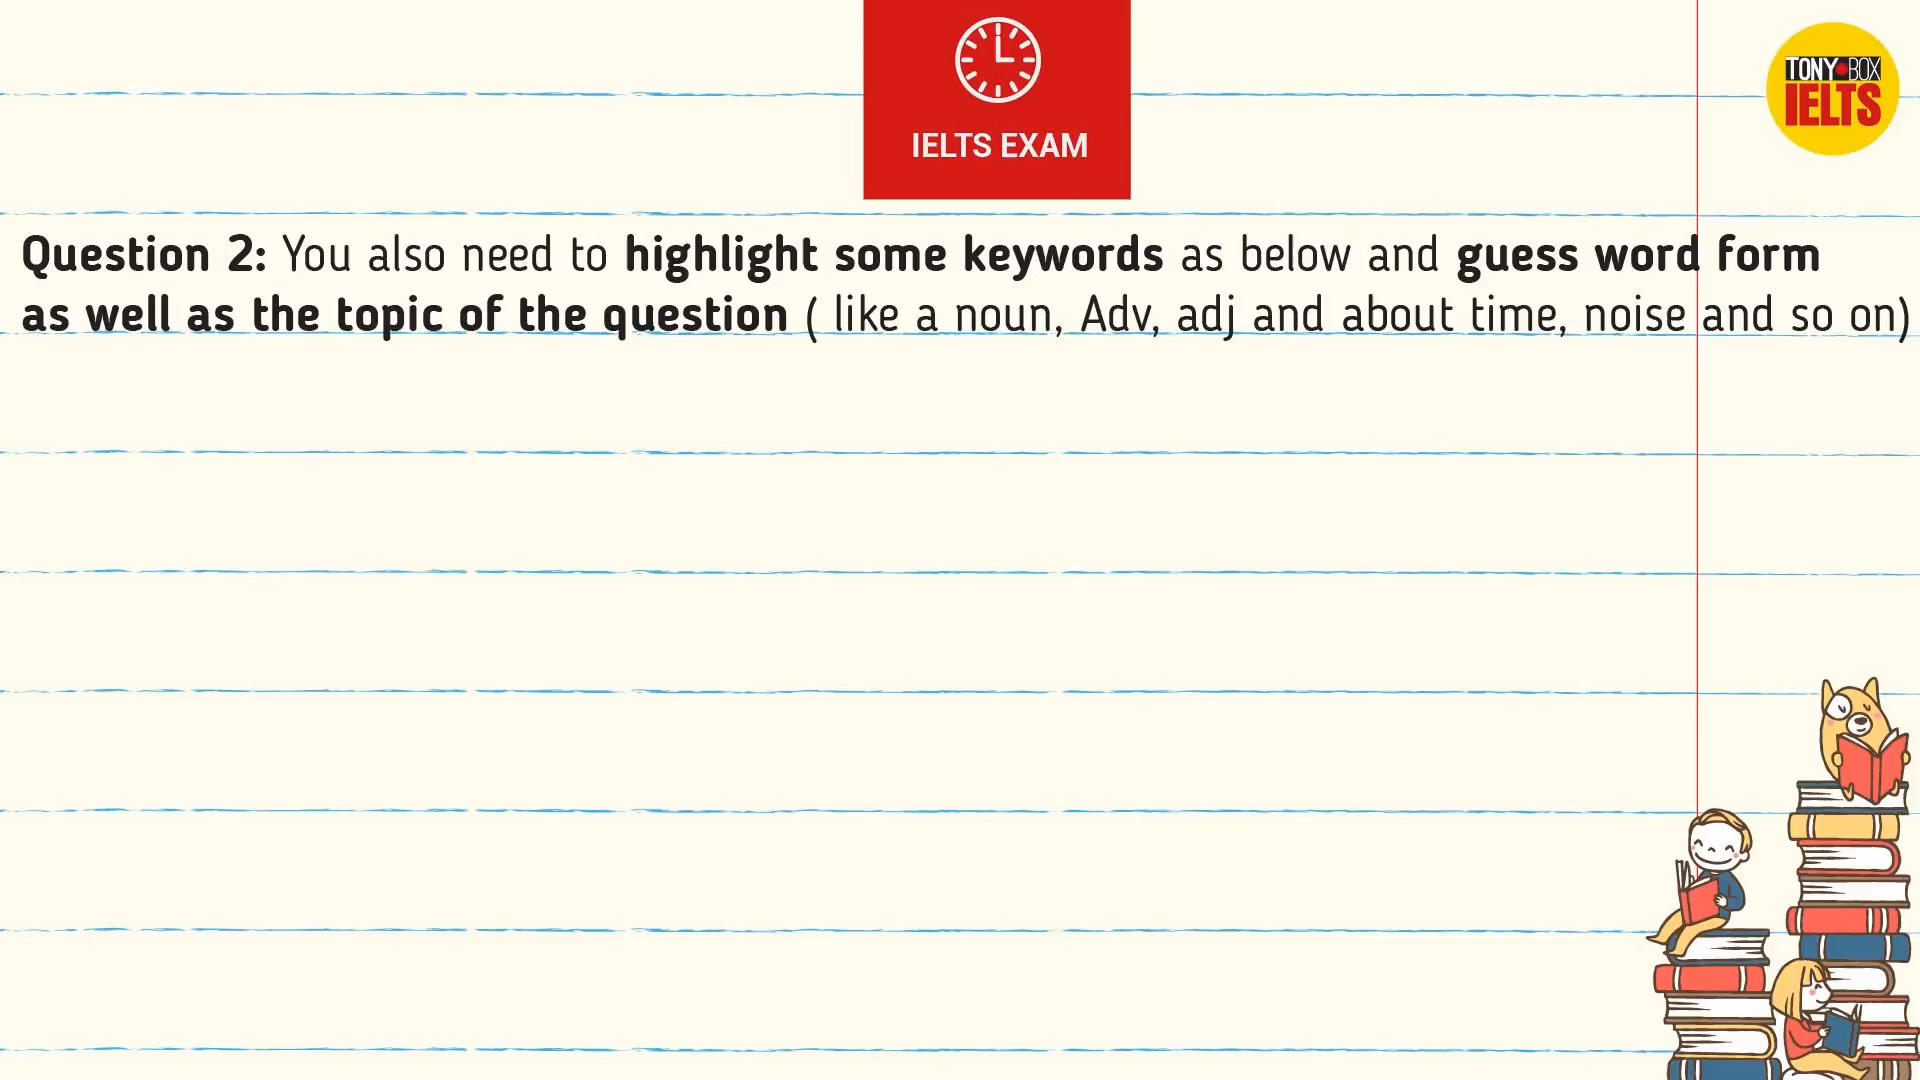 IELTS EXAM
TONY BOX
IELTS
Question 2: You also need to highlight some keywords as below and guess word form
as well as the topic of the question ( like a noun, Adv, adj and about time, noise and so on)